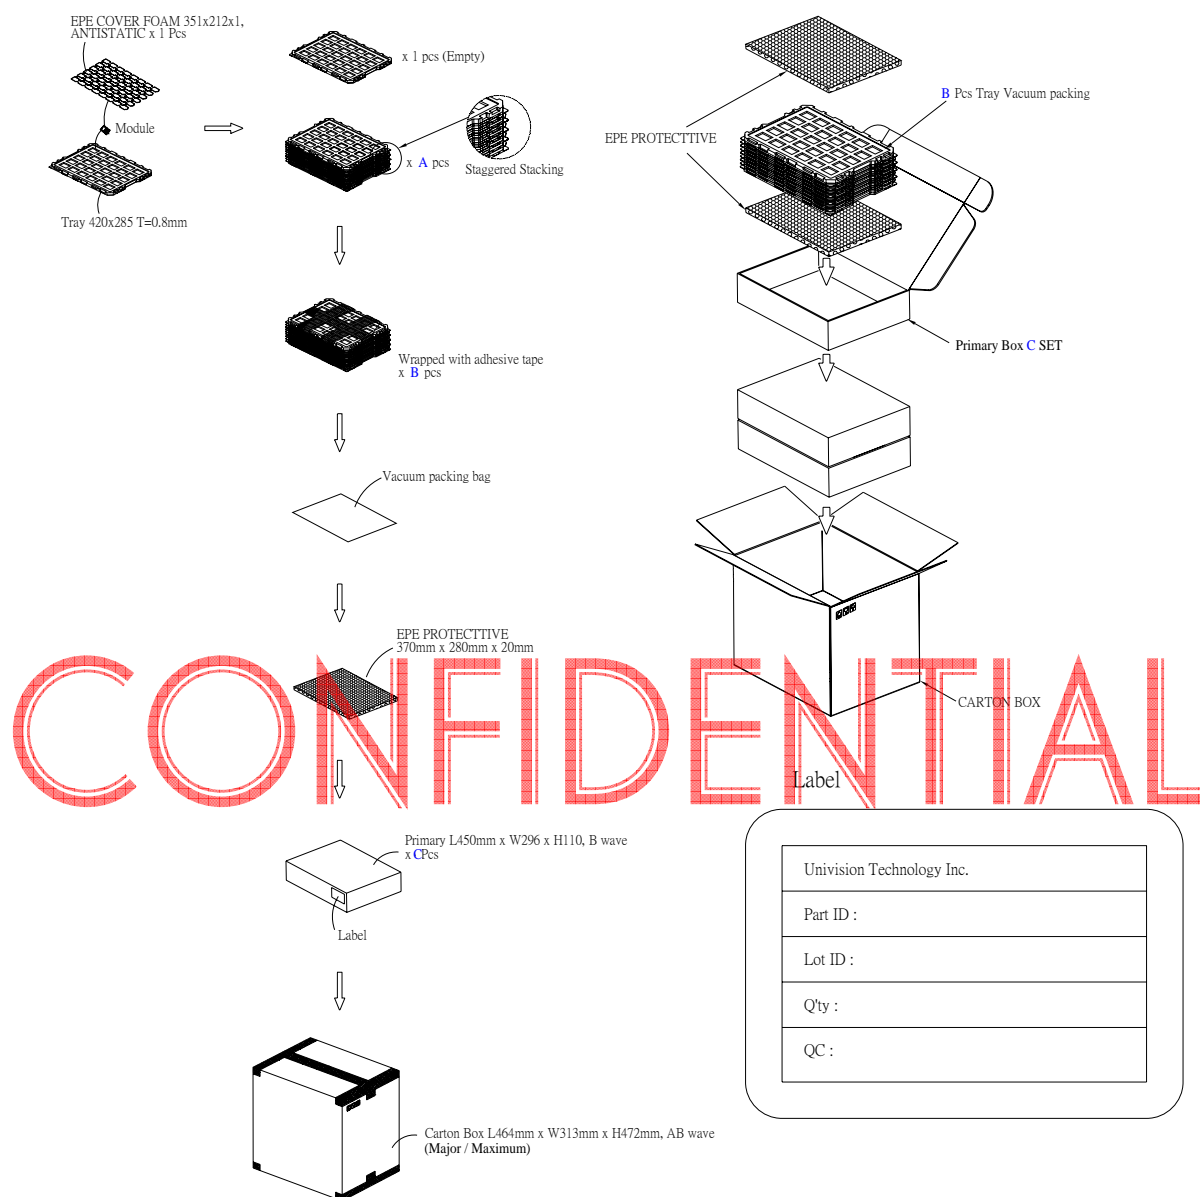 EPE COVER FOAM 351x212x1,
ANTISTATIC x 1 Pcs
Module
Tray 420x285 T=0.8mm
x 1 pcs (Empty)
x A pcs
Staggered Stacking
Wrapped with adhesive tape
x B pcs
Vacuum packing bag
EPE PROTECTTIVE
370mm x 280mm x 20mm
Primary L450mm x W296 x H110, B wave
x CPcs
Label
Carton Box L464mm x W313mm x H472mm, AB wave
(Major / Maximum)
B Pcs Tray Vacuum packing
EPE PROTECTTIVE
Primary Box C SET
CARTON BOX
CONFIDENTIAL
Label
Univision Technology Inc.
Part ID :
Lot ID :
Q'ty :
QC :